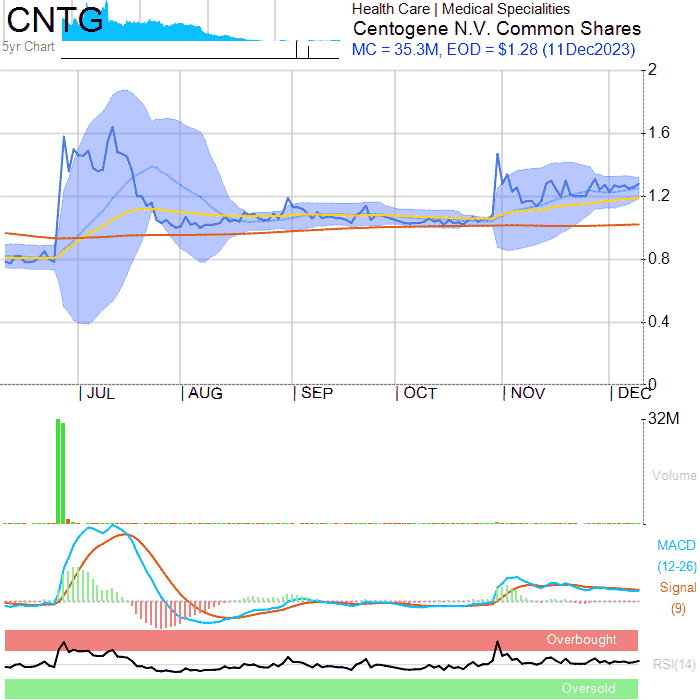 CNTG
5yr Chart
Health Care | Medical Specialities
Centogene N.V. Common Shares
MC = 35.3M, EOD = $1.28 (11Dec2023)
2
1.6
1.2
0.8
0.4
0
| JUL | AUG | SEP | OCT | NOV | DEC
32M
Volume
MACD
(12-26)
Signal
(9)
Overbought
RSI(14)
Oversold